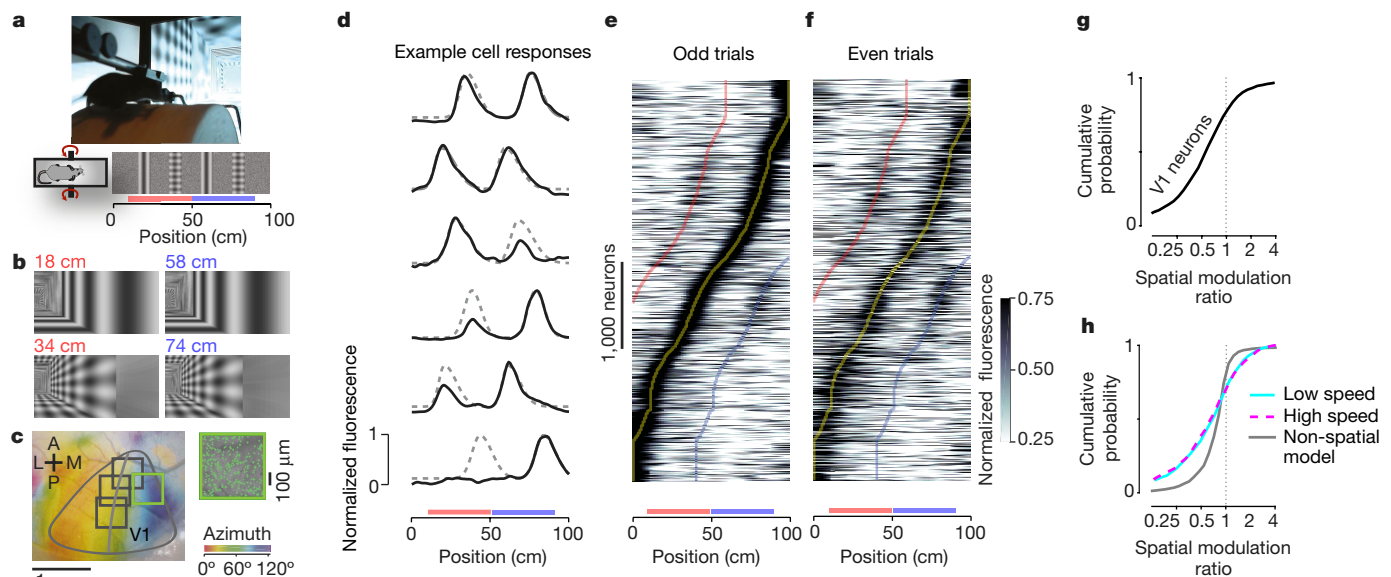 a
0
50
100
Position (cm)
b
18 cm
58 cm
34 cm
74 cm
c
A
L M
P
V1
100 µm
Azimuth
0º 60º 120º
d
Example cell responses
Normalized fluorescence
1
0
0
50
100
Position (cm)
e
Odd trials
1,000 neurons
0
50
100
Position (cm)
f
Even trials
Normalized fluorescence
0.75
0.50
0.25
0
50
100
Position (cm)
g
Cumulative
probability
1
0
V1 neurons
0.25 0.5 1 2 4
Spatial modulation
ratio
h
Cumulative
probability
1
0
Low speed
High speed
Non-spatial
model
0.25 0.5 1 2 4
Spatial modulation
ratio